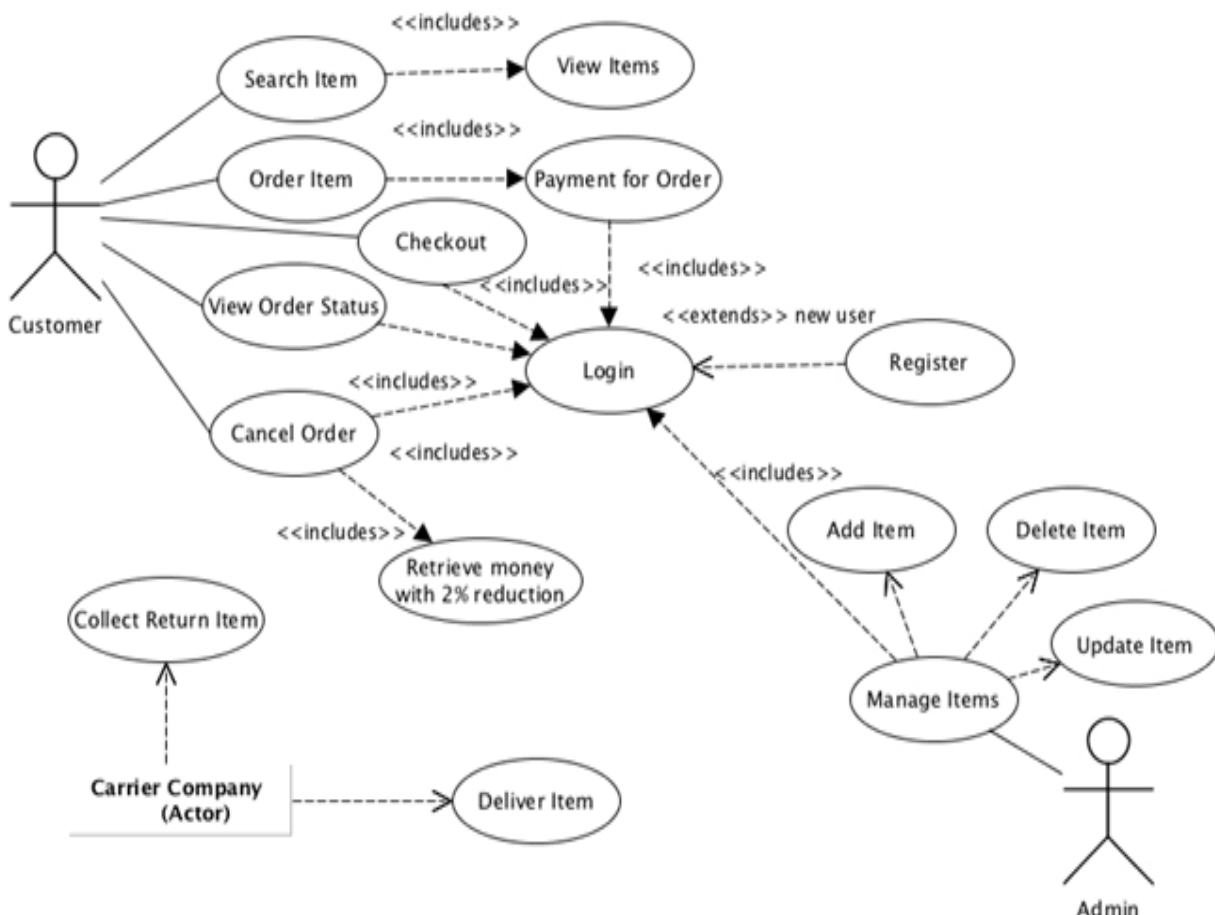 <<includes>>
Search Item
View Items
<<includes>>
Order Item
Payment for Order
Checkout
<<includes>>
<<includes>>
Customer
View Order Status
<<extends>> new user
Login
Register
<<includes>>
Cancel Order
<<includes>>
<<includes>>
<<includes>>
Add Item
Delete Item
Retrieve money
with 2% reduction
Collect Return Item
Update Item
Manage Items
Carrier Company
(Actor)
Deliver Item
Admin